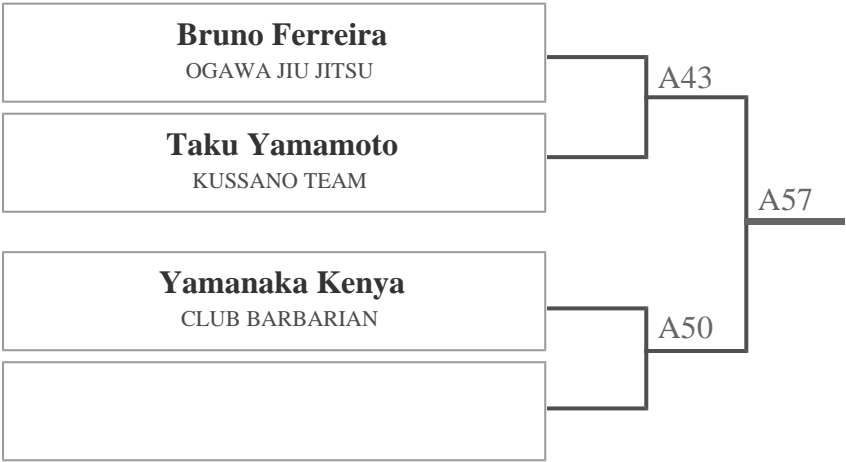 Bruno Ferreira
OGAWA JIU JITSU
A43
Taku Yamamoto
KUSSANO TEAM
A57
Yamanaka Kenya
CLUB BARBARIAN
A50